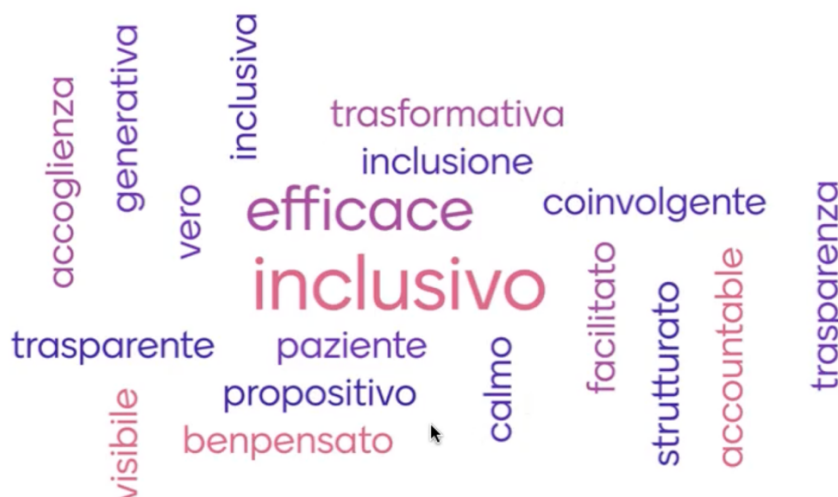 accoglienza
generativa
inclusiva
trasformativa
inclusione
vero
efficace
coinvolgente
trasparenza
inclusivo
facilitato
strutturato
accountable
trasparente
paziente
calmo
propositivo
visibile
benpensato